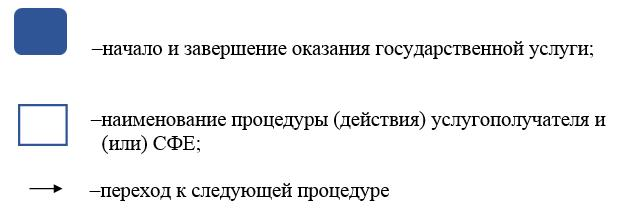 –начало и завершение оказания государственной услуги;
–наименование процедуры (действия) услугополучателя и
(или) СФЕ;
–переход к следующей процедуре